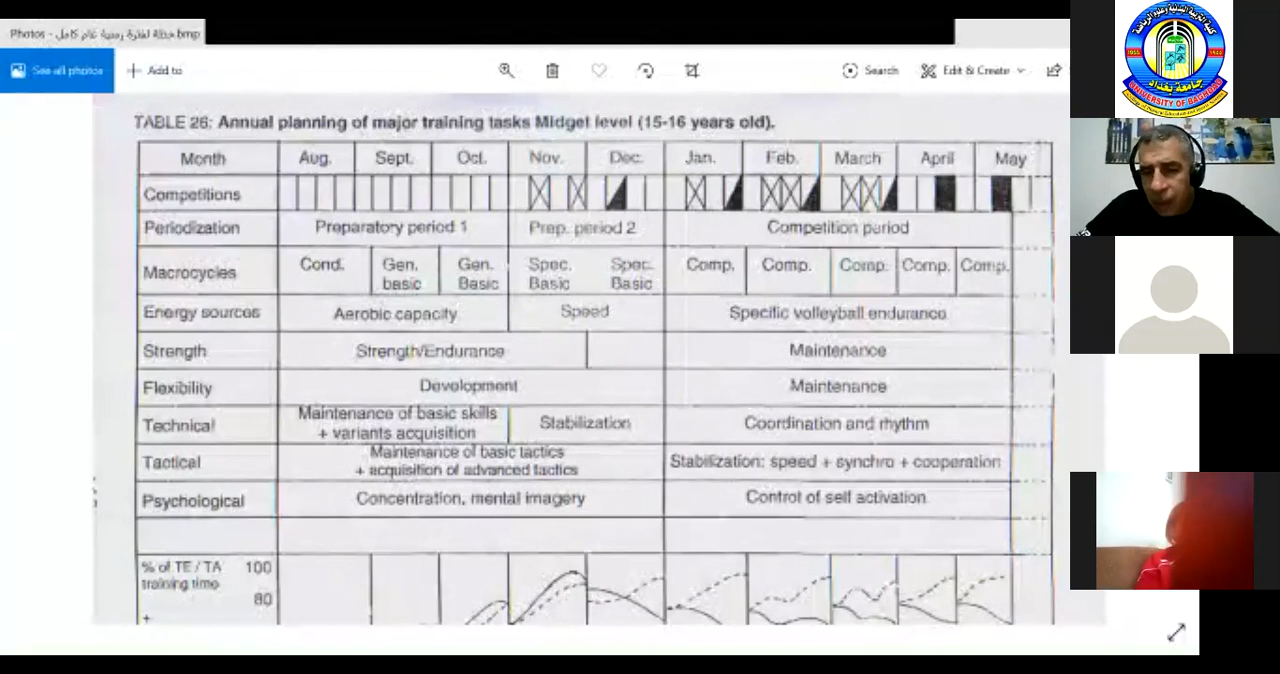 Photos - خطة لفترة زمنية عام كامل.bmp
See all photos
Add to
Search
Edit & Create
TABLE 26: Annual planning of major training tasks Midget level (15-16 years old).
Month Aug. Sept. Oct. Nov. Dec. Jan. Feb. March April May
Competitions
Periodization Preparatory period 1 Prep. period 2 Competition period
Macrocycles Cond. Gen. basic Gen. Basic Spec. Basic Spec. Basic Comp. Comp. Comp. Comp. Comp.
Energy sources Aerobic capacity Speed Specific volleyball endurance
Strength Strength/Endurance Maintenance
Flexibility Development Maintenance
Technical Maintenance of basic skills + variants acquisition Stabilization Coordination and rhythm
Tactical Maintenance of basic tactics + acquisition of advanced tactics Stabilization: speed + synchro + cooperation
Psychological Concentration, mental imagery Control of self activation
% of TE / TA training time 100
80
+
جامعة بغداد
UNIVERSITY OF BAGHDAD